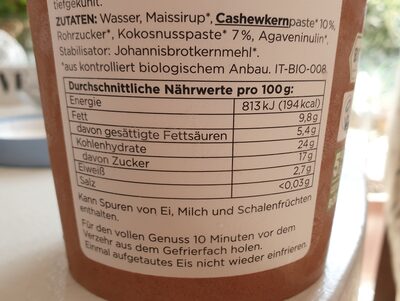 tiefgekühlt.
ZUTATEN: Wasser, Maissirup*, Cashewkernpaste* 10%,
Rohrzucker*, Kokosnusspaste* 7%, Agaveninulin*,
Stabilisator: Johannisbrotkernmehl*.
*aus kontrolliert biologischem Anbau. IT-BIO-008
Durchschnittliche Nährwerte pro 100g:
Energie 813 kJ (194 kcal)
Fett 9,8g
davon gesättigte Fettsäuren 5,4g
Kohlenhydrate 24g
davon Zucker 17g
Eiweiß 2,7g
Salz <0,03g
Kann Spuren von Ei, Milch und Schalenfrüchten
enthalten.
Für den vollen Genuss 10 Minuten vor dem
Verzehr aus dem Gefrierfach holen.
Einmal aufgetautes Eis nicht wieder einfrieren.